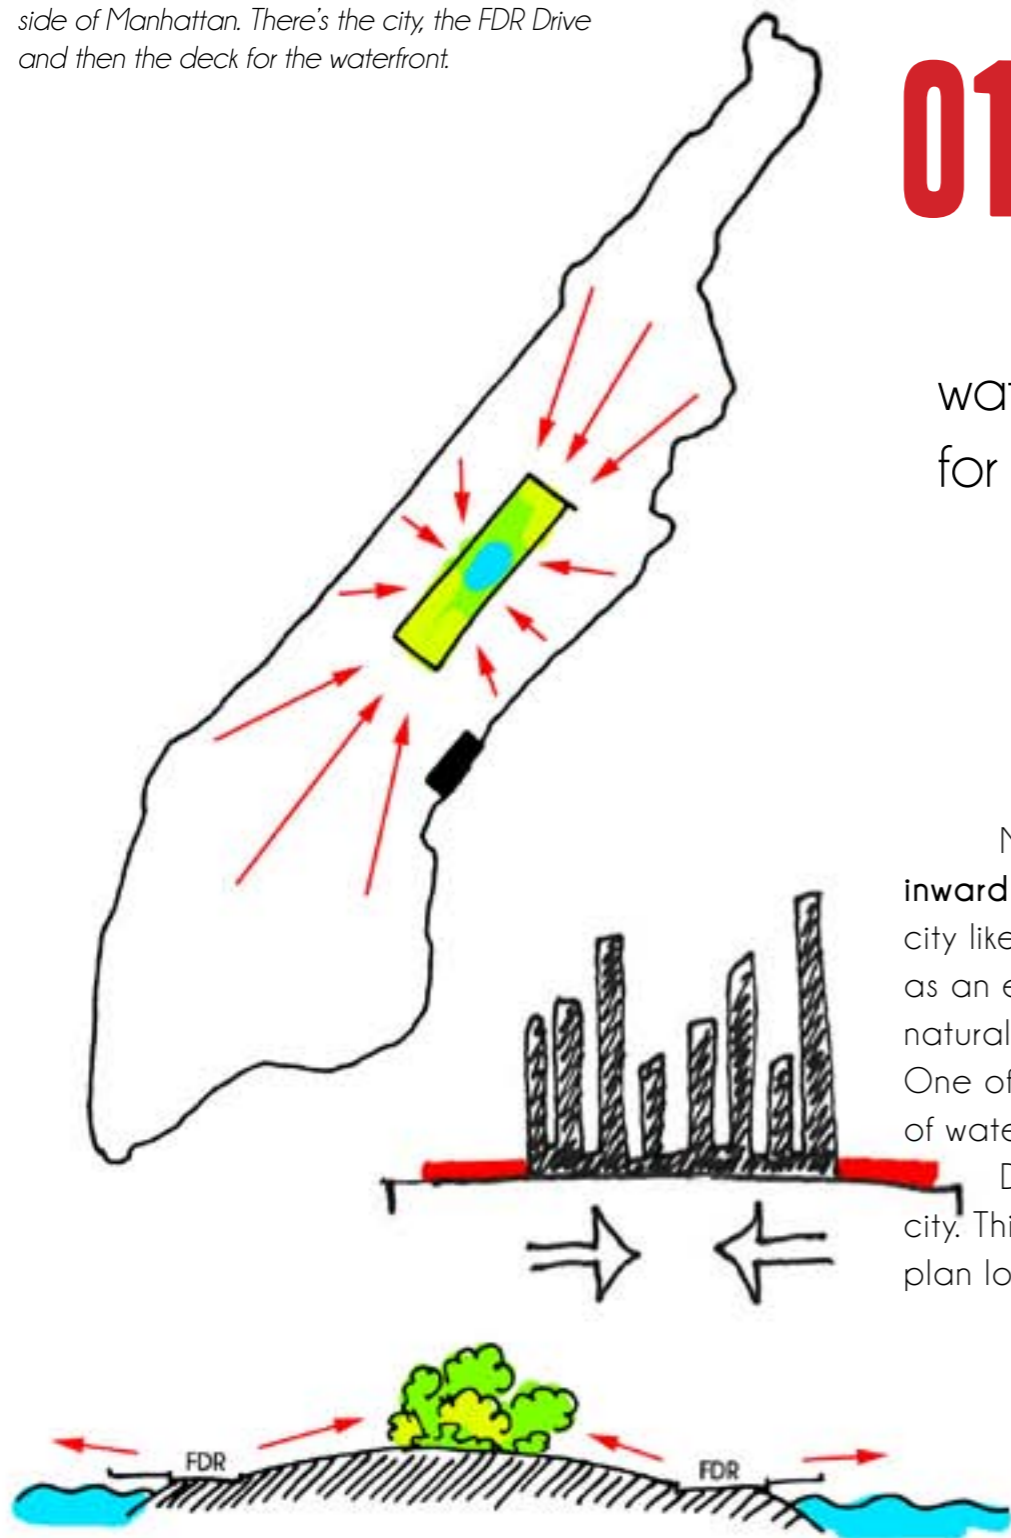 side of Manhattan. There's the city, the FDR Drive
and then the deck for the waterfront.
01
for
inward
city like
as an e
natural
One of
of wate
D
city. Thi
plan lo
FDR
FDR